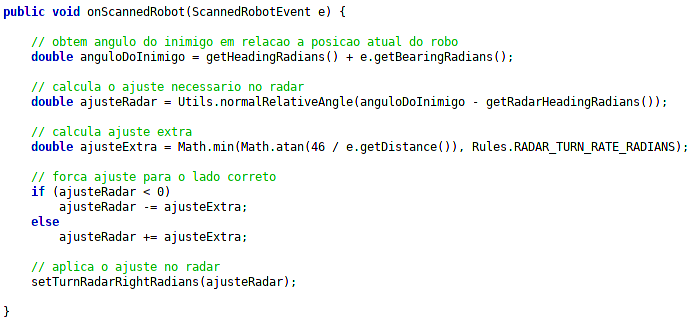 public void onScannedRobot(ScannedRobotEvent e) {
// obtem angulo do inimigo em relacao a posicao atual do robo
double anguloDoInimigo = getHeadingRadians() + e.getBearingRadians();
// calcula o ajuste necessario no radar
double ajusteRadar = Utils.normalRelativeAngle(anguloDoInimigo - getRadarHeadingRadians());
// calcula ajuste extra
double ajusteExtra = Math.min(Math.atan(46 / e.getDistance()), Rules.RADAR_TURN_RATE_RADIANS);
// forca ajuste para o lado correto
if (ajusteRadar < 0)
ajusteRadar -= ajusteExtra;
else
ajusteRadar += ajusteExtra;
// aplica o ajuste no radar
setTurnRadarRightRadians(ajusteRadar);
}